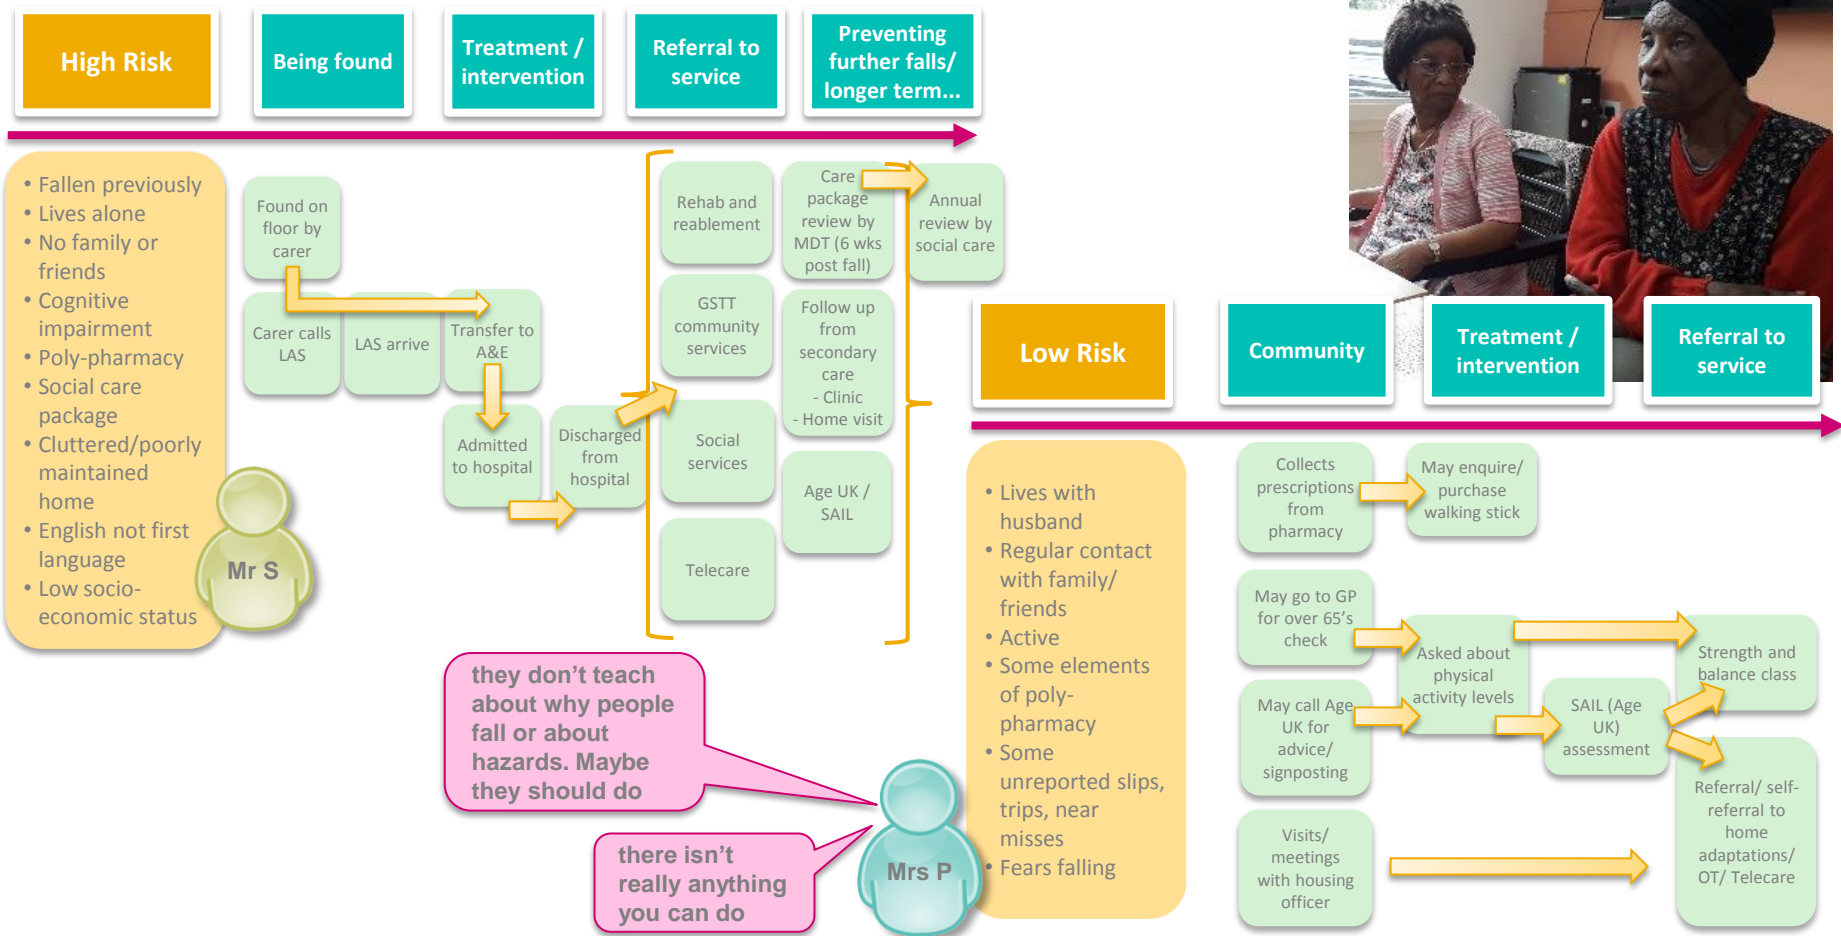 High Risk
Being found
Treatment /
intervention
Referral to
service
Preventing
further falls/
longer term...
• Fallen previously
• Lives alone
• No family or
friends
• Cognitive
impairment
• Poly-pharmacy
• Social care
package
• Cluttered/poorly
maintained
home
• English not first
language
• Low socio-
economic status
Mr S
Found on
floor by
carer
Carer calls
LAS
LAS arrive
Transfer to
A&E
Admitted
to hospital
Discharged
from
hospital
Rehab and
reablement
GSTT
community
services
Social
services
Telecare
Care
package
review by
MDT (6 wks
post fall)
Follow up
from
secondary
care
- Clinic
- Home visit
Age UK /
SAIL
Annual
review by
social care
they don't teach
about why people
fall or about
hazards. Maybe
they should do
there isn't
really anything
you can do
Mrs P
Low Risk
Community
Treatment /
intervention
Referral to
service
• Lives with
husband
• Regular contact
with family/
friends
• Active
• Some elements
of poly-
pharmacy
• Some
unreported slips,
trips, near
misses
• Fears falling
Collects
prescriptions
from
pharmacy
May enquire/
purchase
walking stick
May go to GP
for over 65's
check
Asked about
physical
activity levels
Strength and
balance class
May call Age
UK for
advice/
signposting
SAIL (Age
UK)
assessment
Referral/ self-
referral to
home
adaptations/
OT/ Telecare
Visits/
meetings
with housing
officer